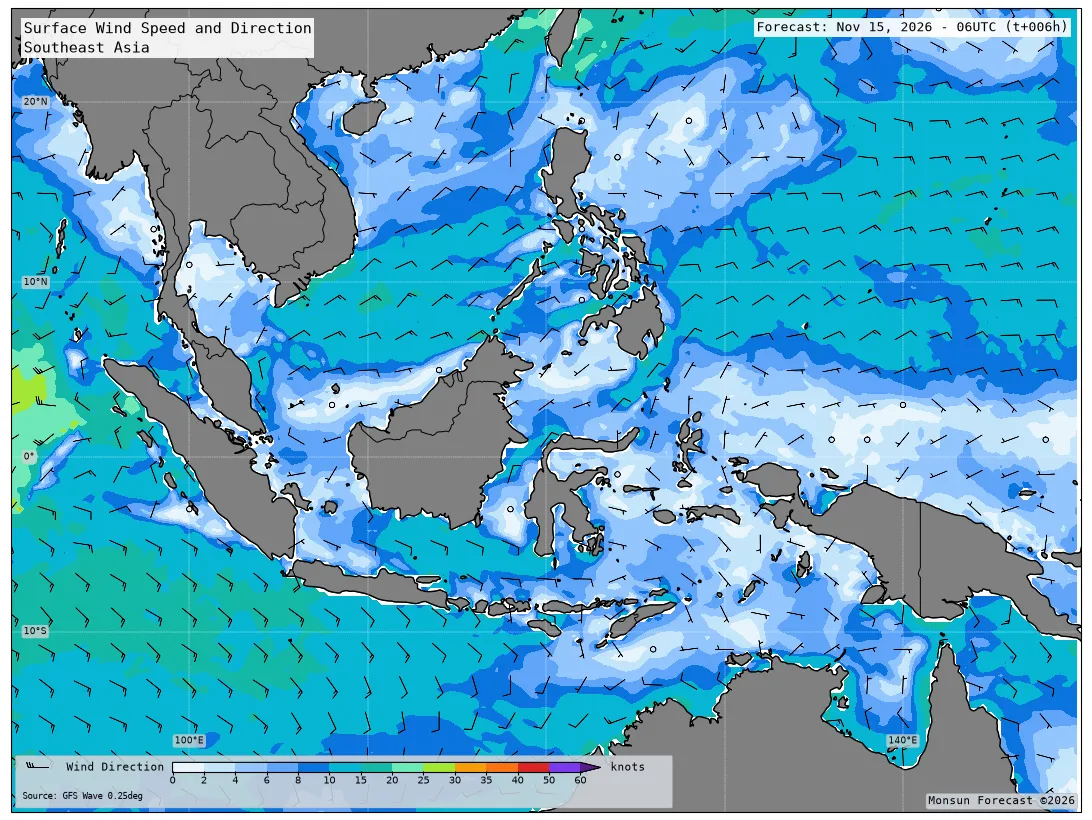 Surface Wind Speed and Direction
Southeast Asia
Forecast: Nov 15, 2026 - 06UTC (t+006h)
20°N
10°N
0°
10°S
100°E
140°E
Wind Direction
0 2 4 6 8 10 15 20 25 30 35 40 50 60
knots
Source: GFS Wave 0.25deg
Monsun Forecast ©2026